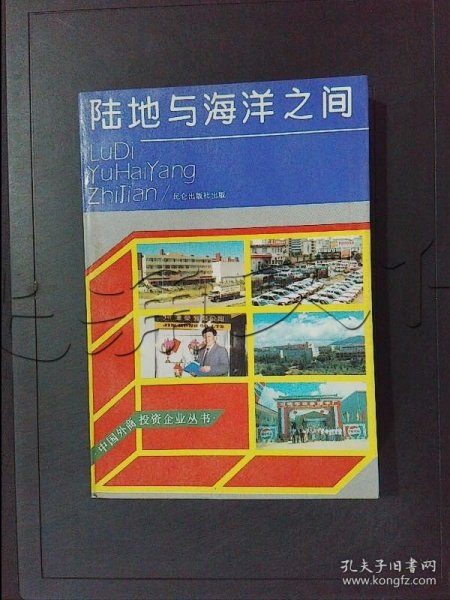 陆地与海洋之间
LuDi
YuHaiYang
ZhiJian/昆仑出版社出版
中国外商投资企业丛书
孔夫子旧书网
www.kongfz.com